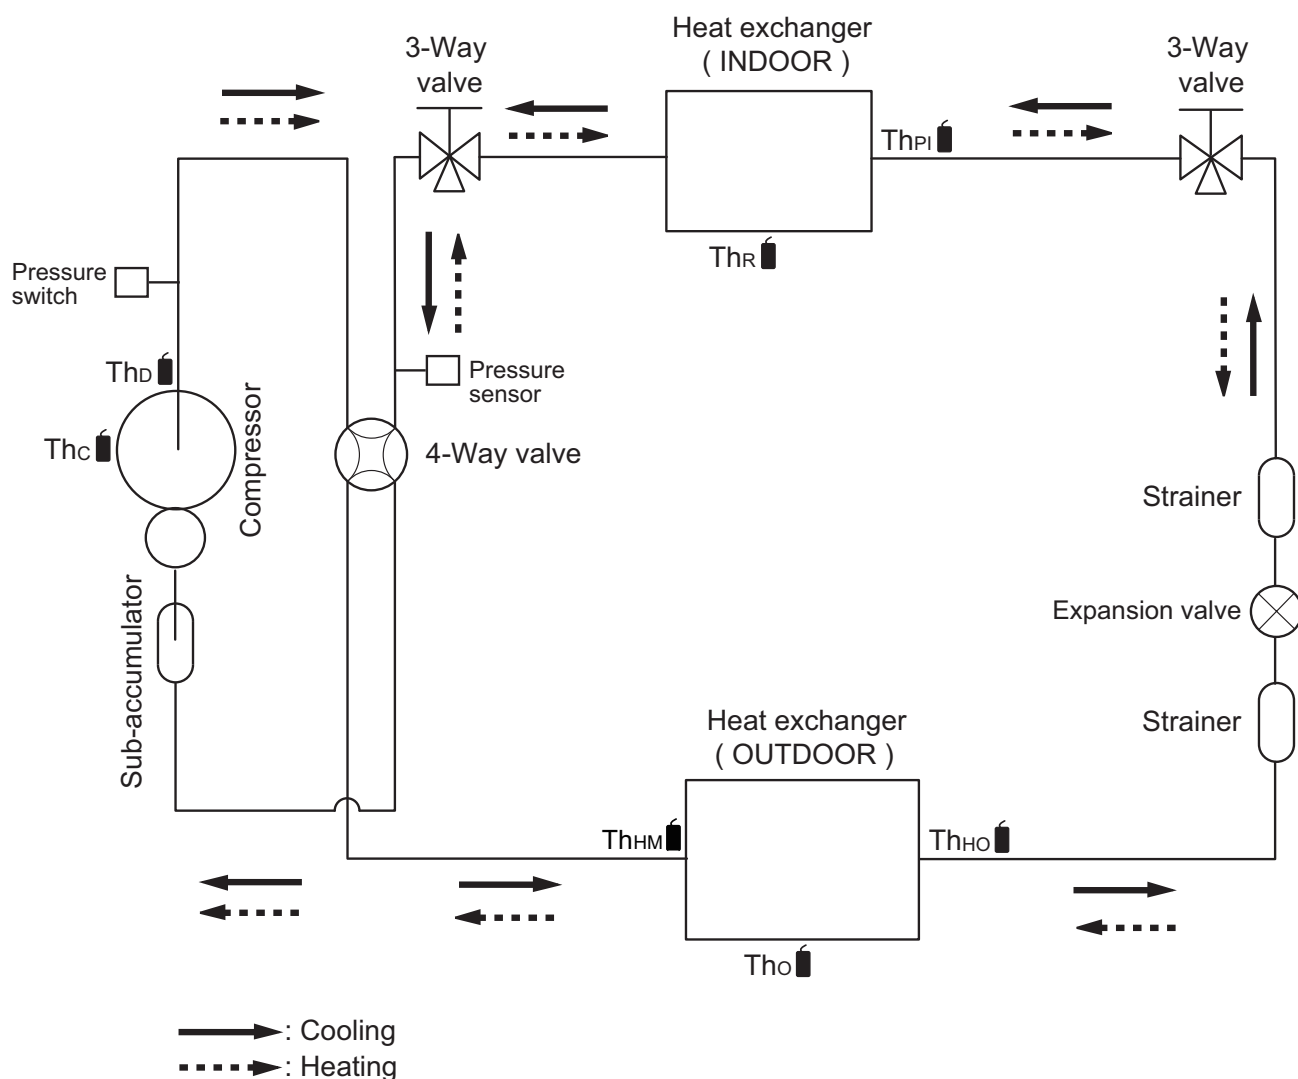 Heat exchanger
( INDOOR )
3-Way
valve
3-Way
valve
ThPI
ThR
Pressure
switch
ThD
Pressure
sensor
ThC
Compressor
4-Way valve
Strainer
Expansion valve
Sub-accumulator
Strainer
Heat exchanger
( OUTDOOR )
ThHM
ThHO
ThO
: Cooling
: Heating